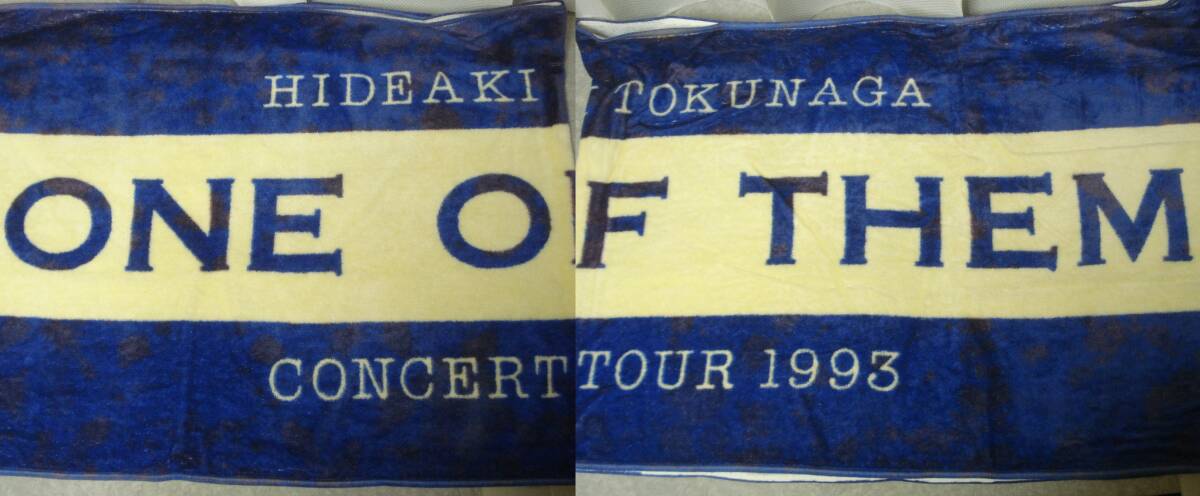 HIDEAKI TOKUNAGA
ONE OF THEM
CONCERT TOUR 1993